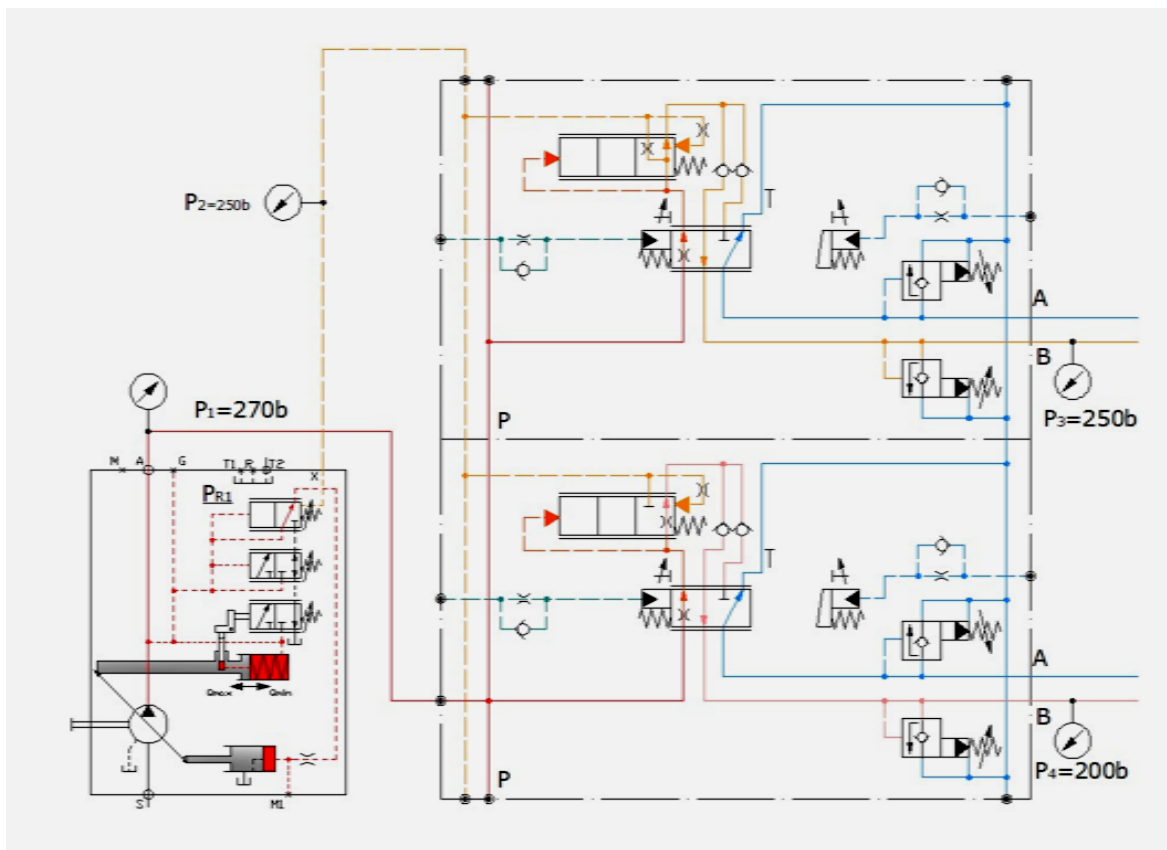 P2=250b
T
A
B
P3=250b
P1=270b
P
M A G T1 R T2
X
PR1
T
A
Qmax Qmin
B
P4=200b
P
S M1